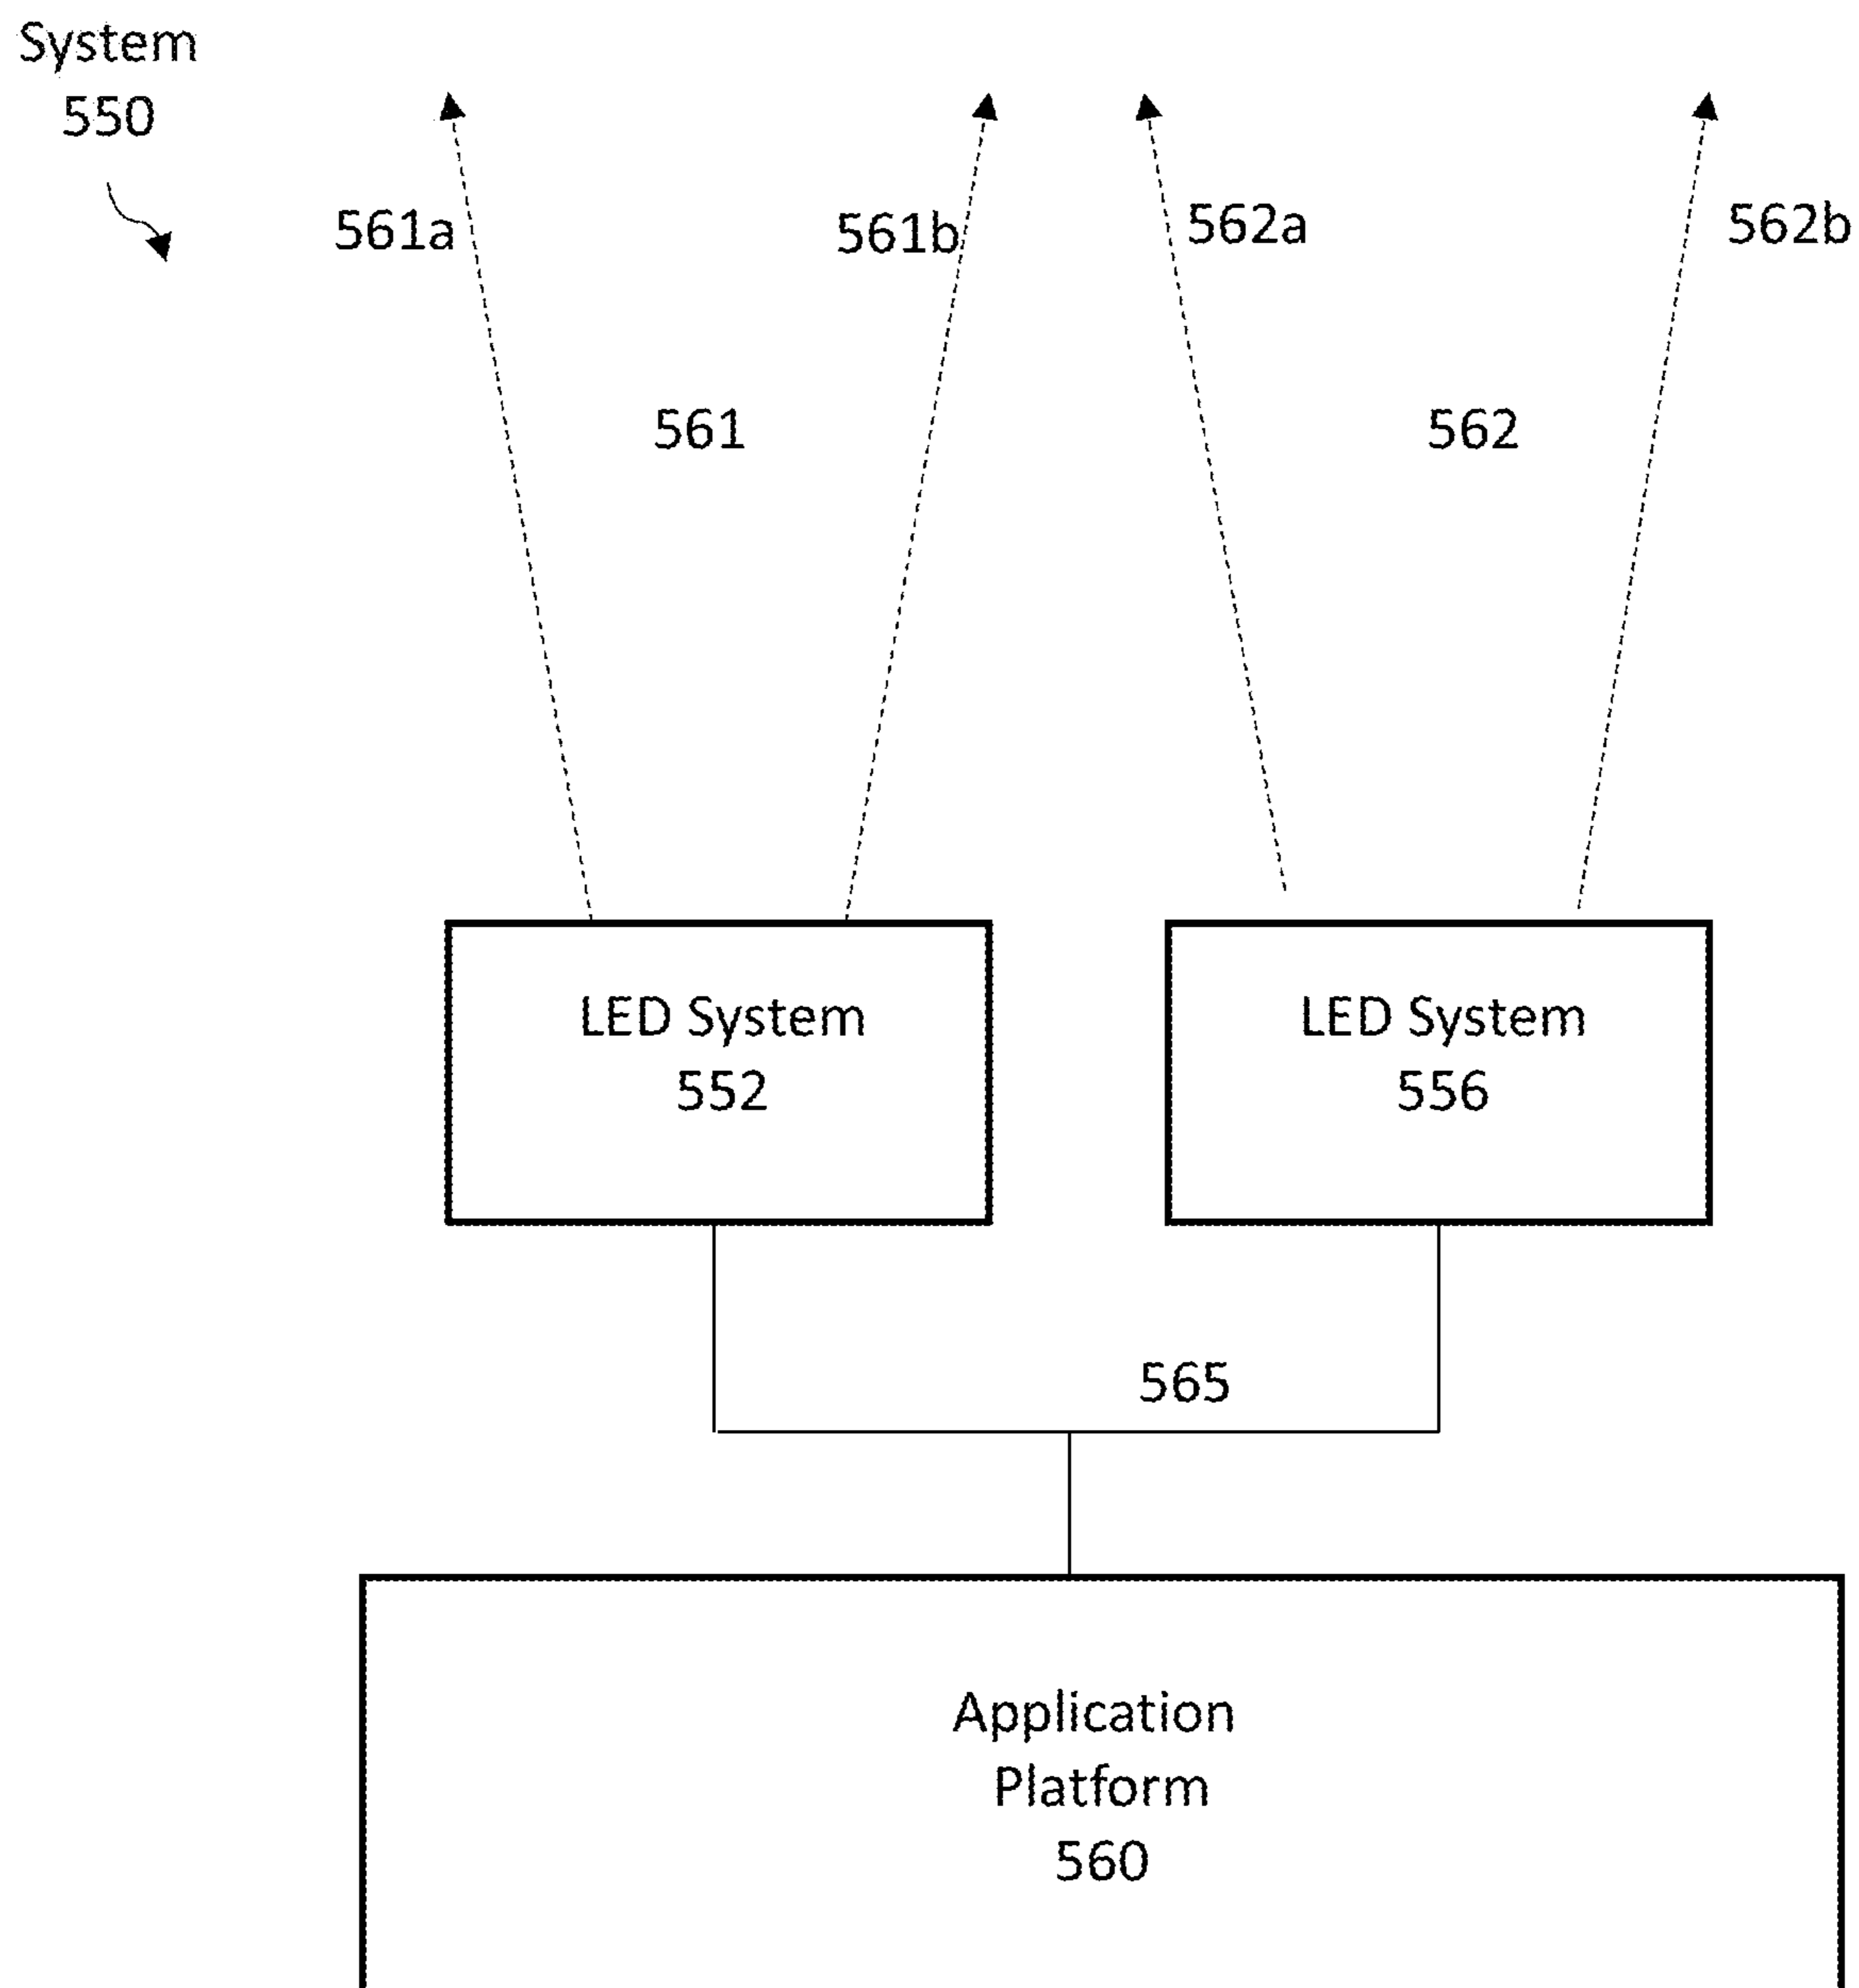 System
550
561a
561b
562a
562b
561
562
LED System
552
LED System
556
565
Application
Platform
560